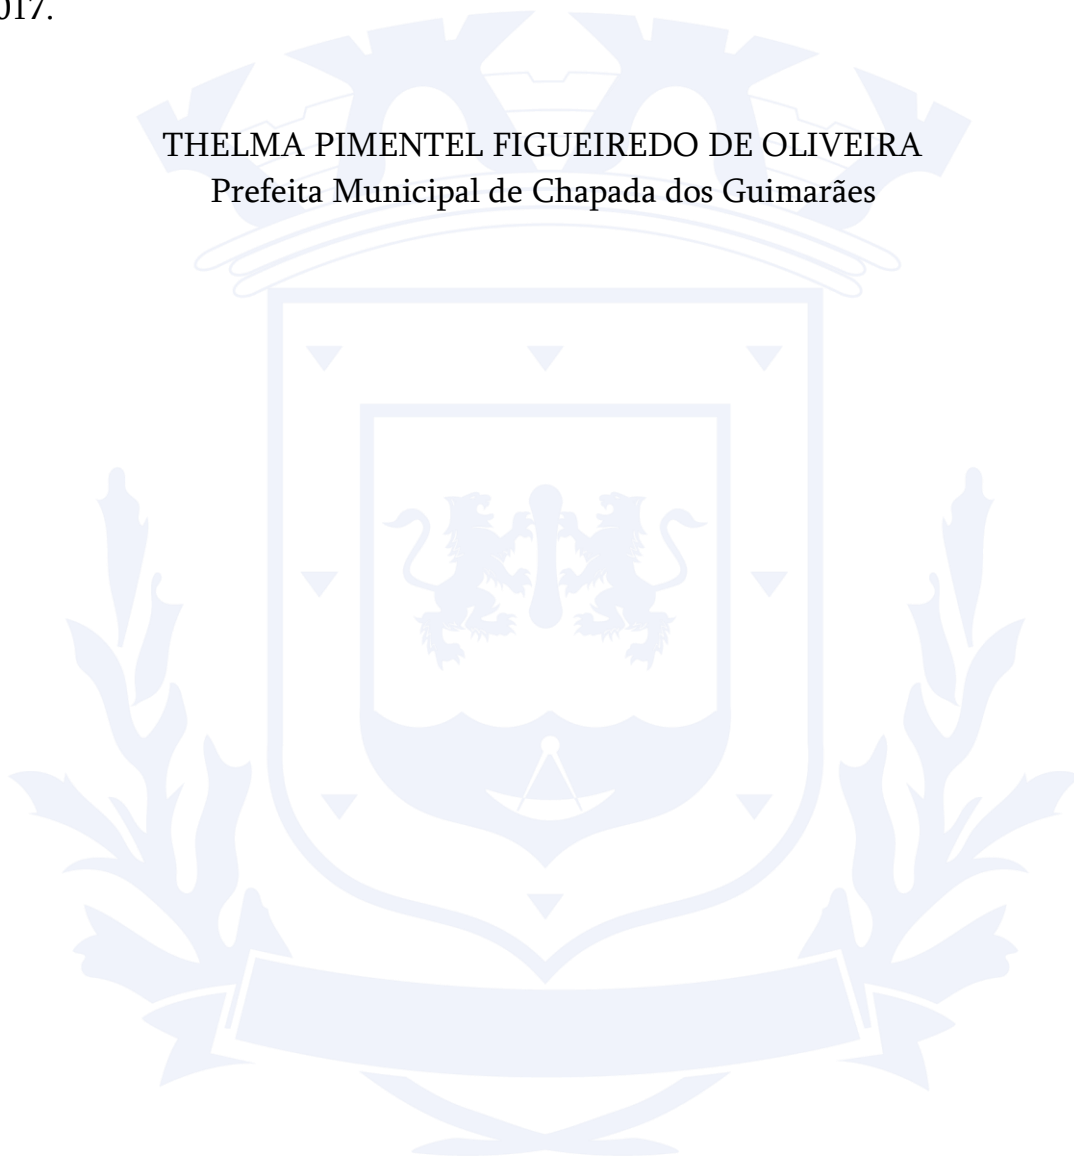 017.
THELMA PIMENTEL FIGUEIREDO DE OLIVEIRA
Prefeita Municipal de Chapada dos Guimarães